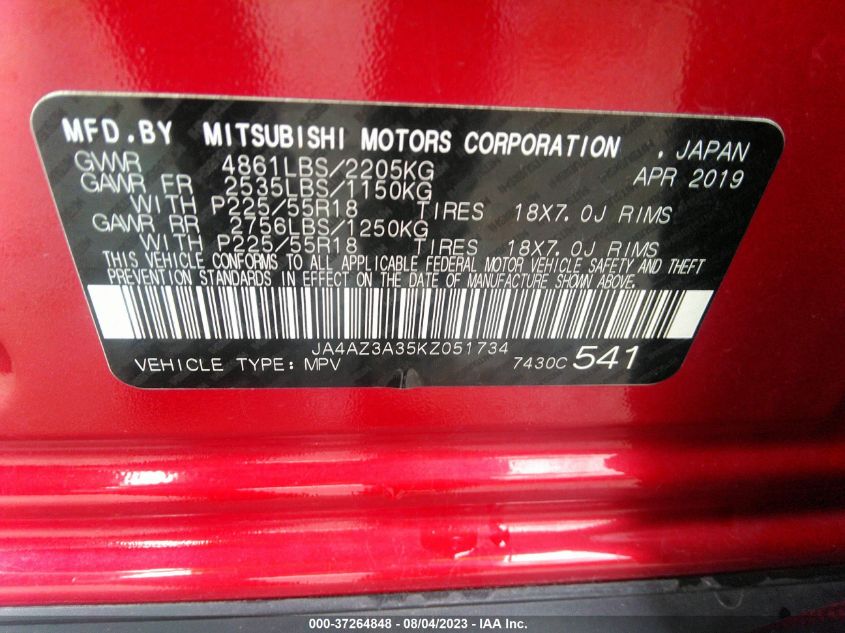 MFD.BY MITSUBISHI MOTORS CORPORATION , JAPAN
GVWR 4861LBS/2205KG APR 2019
GAWR FR 2535LBS/1150KG
WITH P225/55R18 TIRES 18X7.0J RIMS
GAWR RR 2756LBS/1250KG
WITH P225/55R18 TIRES 18X7.0J RIMS
THIS VEHICLE CONFORMS TO ALL APPLICABLE FEDERAL MOTOR VEHICLE SAFETY AND THEFT
PREVENTION STANDARDS IN EFFECT ON THE DATE OF MANUFACTURE SHOWN ABOVE.
JA4AZ3A35KZ051734
VEHICLE TYPE: MPV 7430C 541
000-37264848 - 08/04/2023 - IAA Inc.